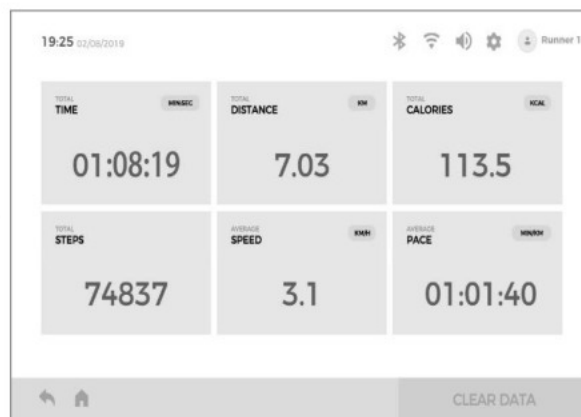 19:25 02/08/2019
Runner 1
TOTAL
TIME
MIN:SEC
01:08:19
TOTAL
DISTANCE
KM
7.03
TOTAL
CALORIES
KCAL
113.5
TOTAL
STEPS
74837
AVERAGE
SPEED
KM/H
3.1
AVERAGE
PACE
MIN/KM
01:01:40
CLEAR DATA